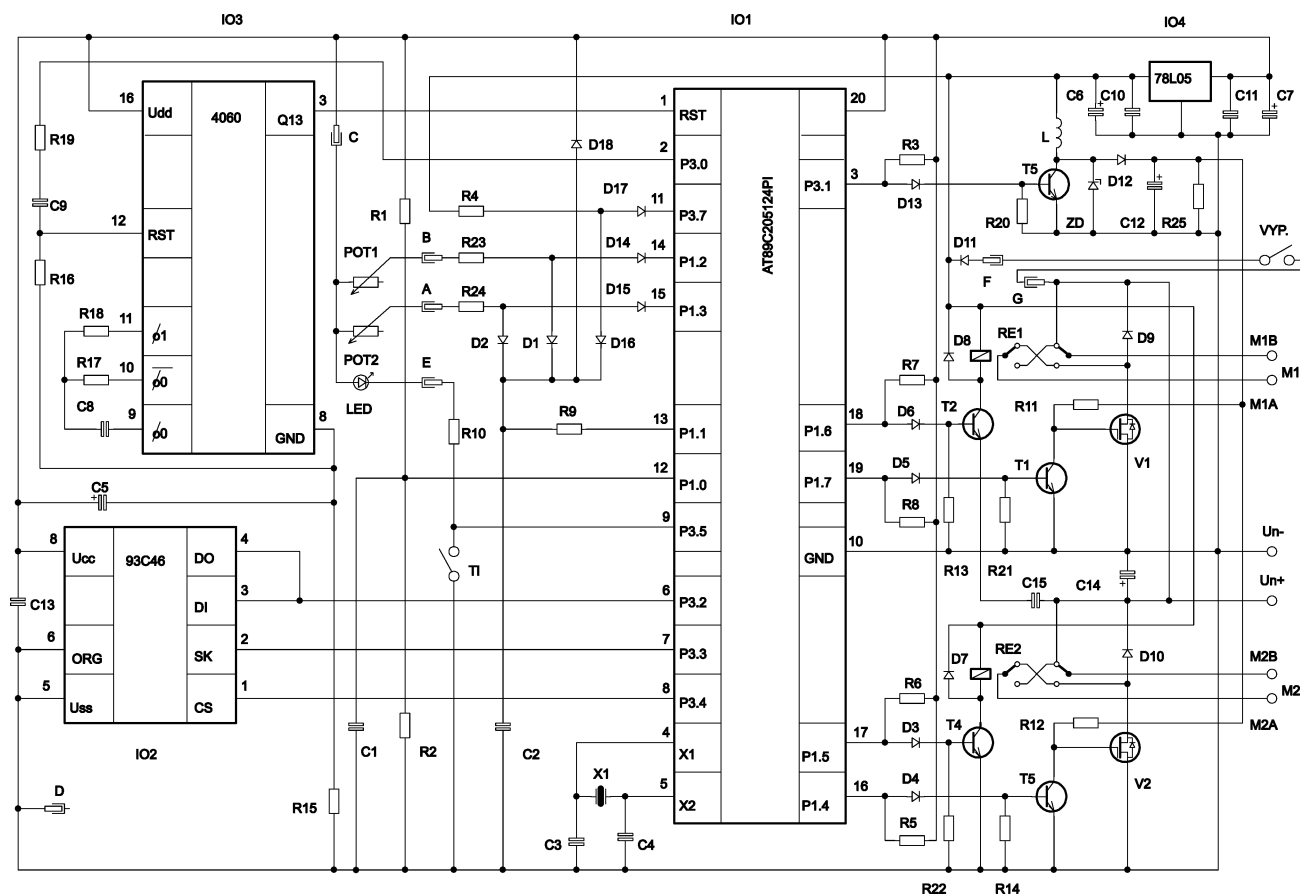 IO3 IO1 IO4
16 Udd 4060 Q13 3
1 RST 20
78L05
C6 C10 C11 C7
R19
C
D18
2 P3.0
R3
L
P3.1 3
T5
D13
D12
C9
R4
D17
11 P3.7
12 RST
R1
R20 ZD C12 R25
AT89C205124PI
B R23 D14 14 P1.2
POT1
D11
VYP.
R16
F
A R24 D15 15 P1.3
G
R18 11 ϕ1
POT2
D2 D1 D16
D8 RE1 D9
M1B
R17 10 ϕ0
E
R7
M1
LED
C8 9 ϕ0
8 GND
R10
R9 13 P1.1
P1.6 18 D6 T2
R11
M1A
12 P1.0
P1.7 19 D5 T1
V1
C5
R8
9 P3.5
8 Ucc 93C46 DO 4
TI
GND 10
Un-
R13 R21
C15 C14
Un+
C13
3 DI
6 P3.2
6 ORG SK 2
7 P3.3
D7 RE2 D10
M2B
5 Uss CS 1
8 P3.4
R6
M2
IO2
C1 R2 C2
4 X1
P1.5 17 D3 T4
R12
M2A
X1
5 X2
P1.4 16 D4 T5
V2
D
R15
C3 C4
R5
R22 R14